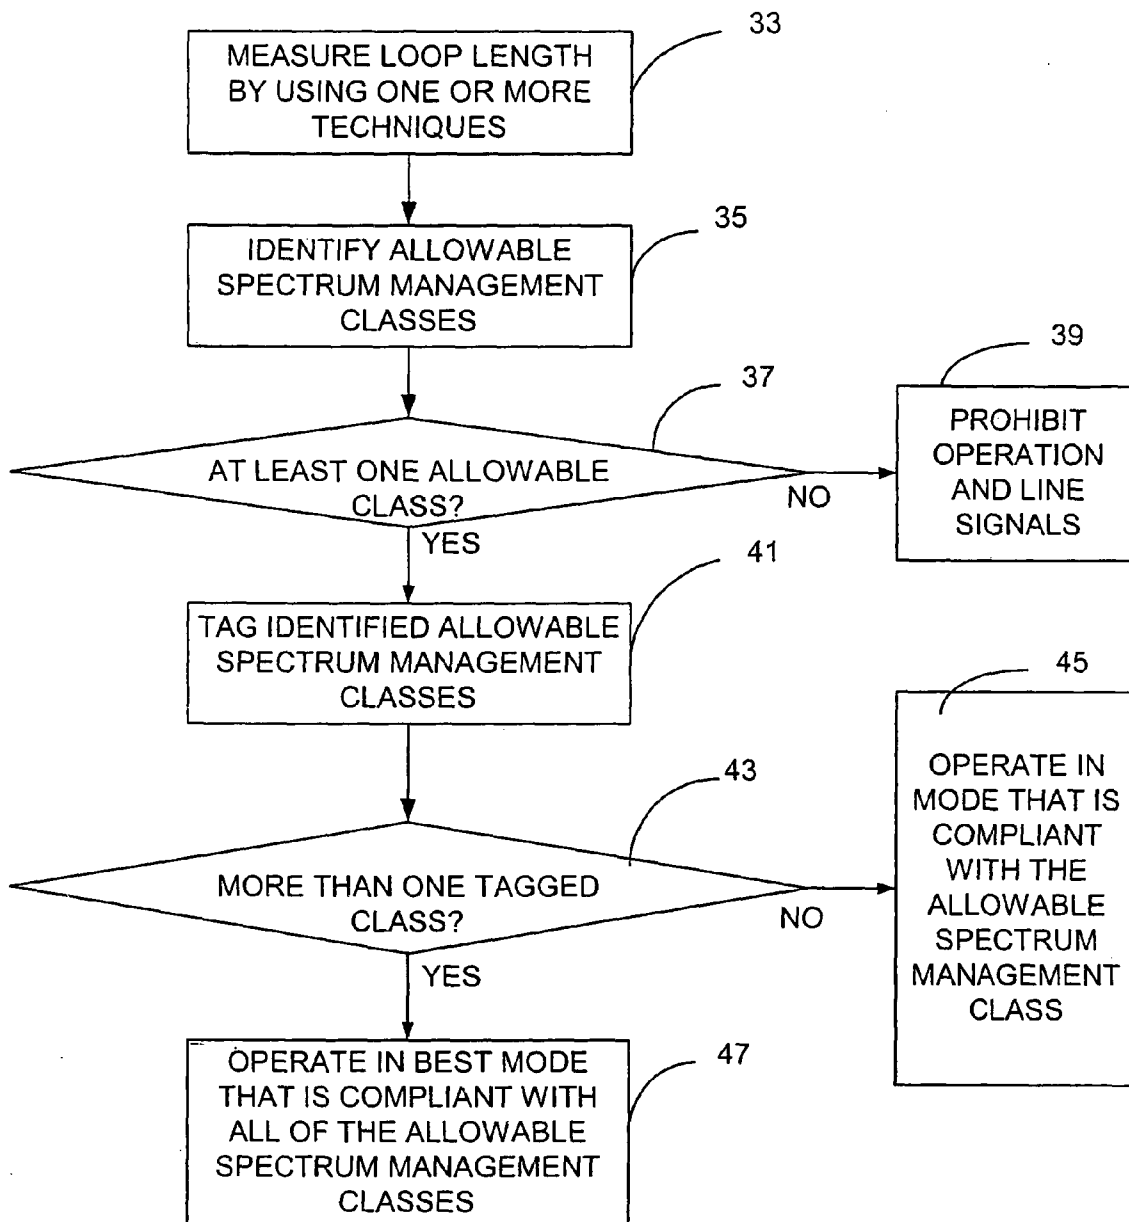 33
MEASURE LOOP LENGTH
BY USING ONE OR MORE
TECHNIQUES
35
IDENTIFY ALLOWABLE
SPECTRUM MANAGEMENT
CLASSES
37
AT LEAST ONE ALLOWABLE
CLASS?
NO
YES
39
PROHIBIT
OPERATION
AND LINE
SIGNALS
41
TAG IDENTIFIED ALLOWABLE
SPECTRUM MANAGEMENT
CLASSES
43
MORE THAN ONE TAGGED
CLASS?
NO
YES
45
OPERATE IN
MODE THAT IS
COMPLIANT
WITH THE
ALLOWABLE
SPECTRUM
MANAGEMENT
CLASS
47
OPERATE IN BEST MODE
THAT IS COMPLIANT WITH
ALL OF THE ALLOWABLE
SPECTRUM MANAGEMENT
CLASSES